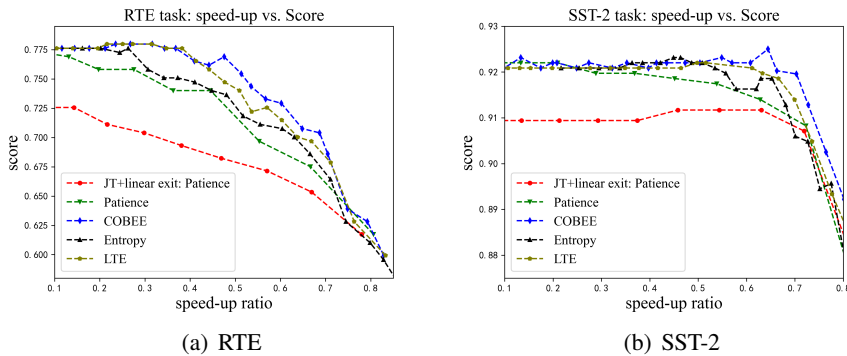 RTE task: speed-up vs. Score
score
0.775
0.750
0.725
0.700
0.675
0.650
0.625
0.600
JT+linear exit: Patience
Patience
COBEE
Entropy
LTE
0.1 0.2 0.3 0.4 0.5 0.6 0.7 0.8
speed-up ratio
(a) RTE
SST-2 task: speed-up vs. Score
score
0.93
0.92
0.91
0.90
0.89
0.88
JT+linear exit: Patience
Patience
COBEE
Entropy
LTE
0.1 0.2 0.3 0.4 0.5 0.6 0.7 0.8
speed-up ratio
(b) SST-2